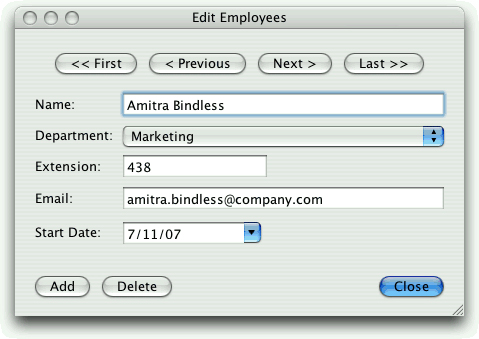 Edit Employees
<< First < Previous Next > Last >>
Name: Amitra Bindless
Department: Marketing
Extension: 438
Email: amitra.bindless@company.com
Start Date: 7/11/07
Add Delete Close